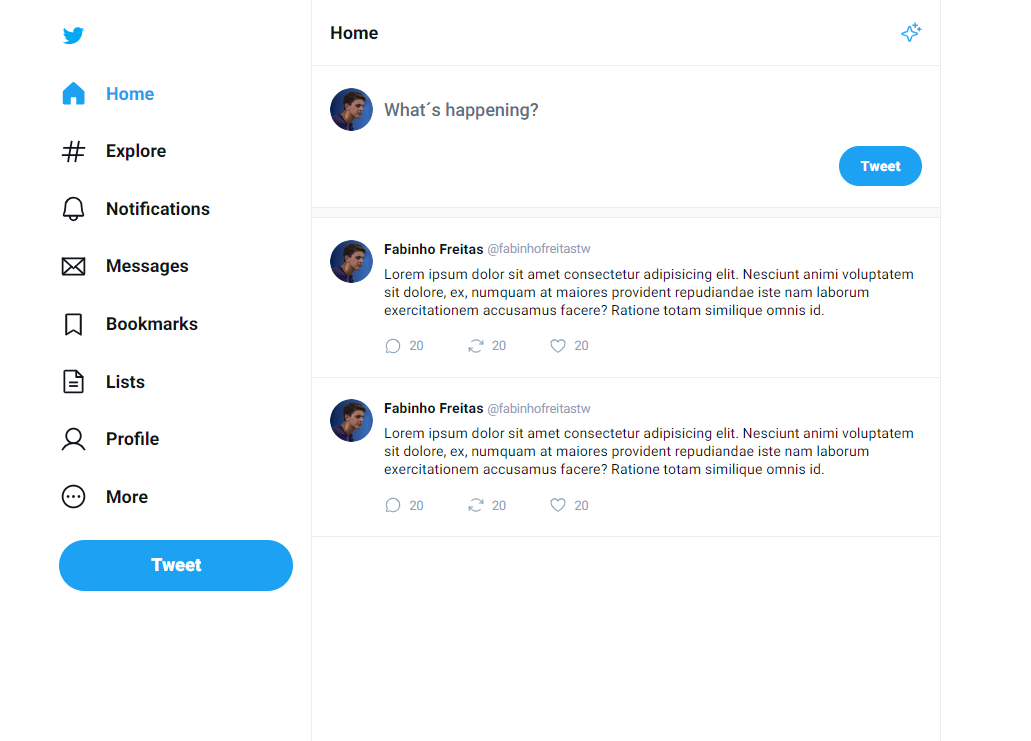 Home
Explore
Notifications
Messages
Bookmarks
Lists
Profile
More
Tweet
Home
What´s happening?
Tweet
Fabinho Freitas @fabinhofreitastw
Lorem ipsum dolor sit amet consectetur adipisicing elit. Nesciunt animi voluptatem
sit dolore, ex, numquam at maiores provident repudiandae iste nam laborum
exercitationem accusamus facere? Ratione totam similique omnis id.
20 20 20
Fabinho Freitas @fabinhofreitastw
Lorem ipsum dolor sit amet consectetur adipisicing elit. Nesciunt animi voluptatem
sit dolore, ex, numquam at maiores provident repudiandae iste nam laborum
exercitationem accusamus facere? Ratione totam similique omnis id.
20 20 20